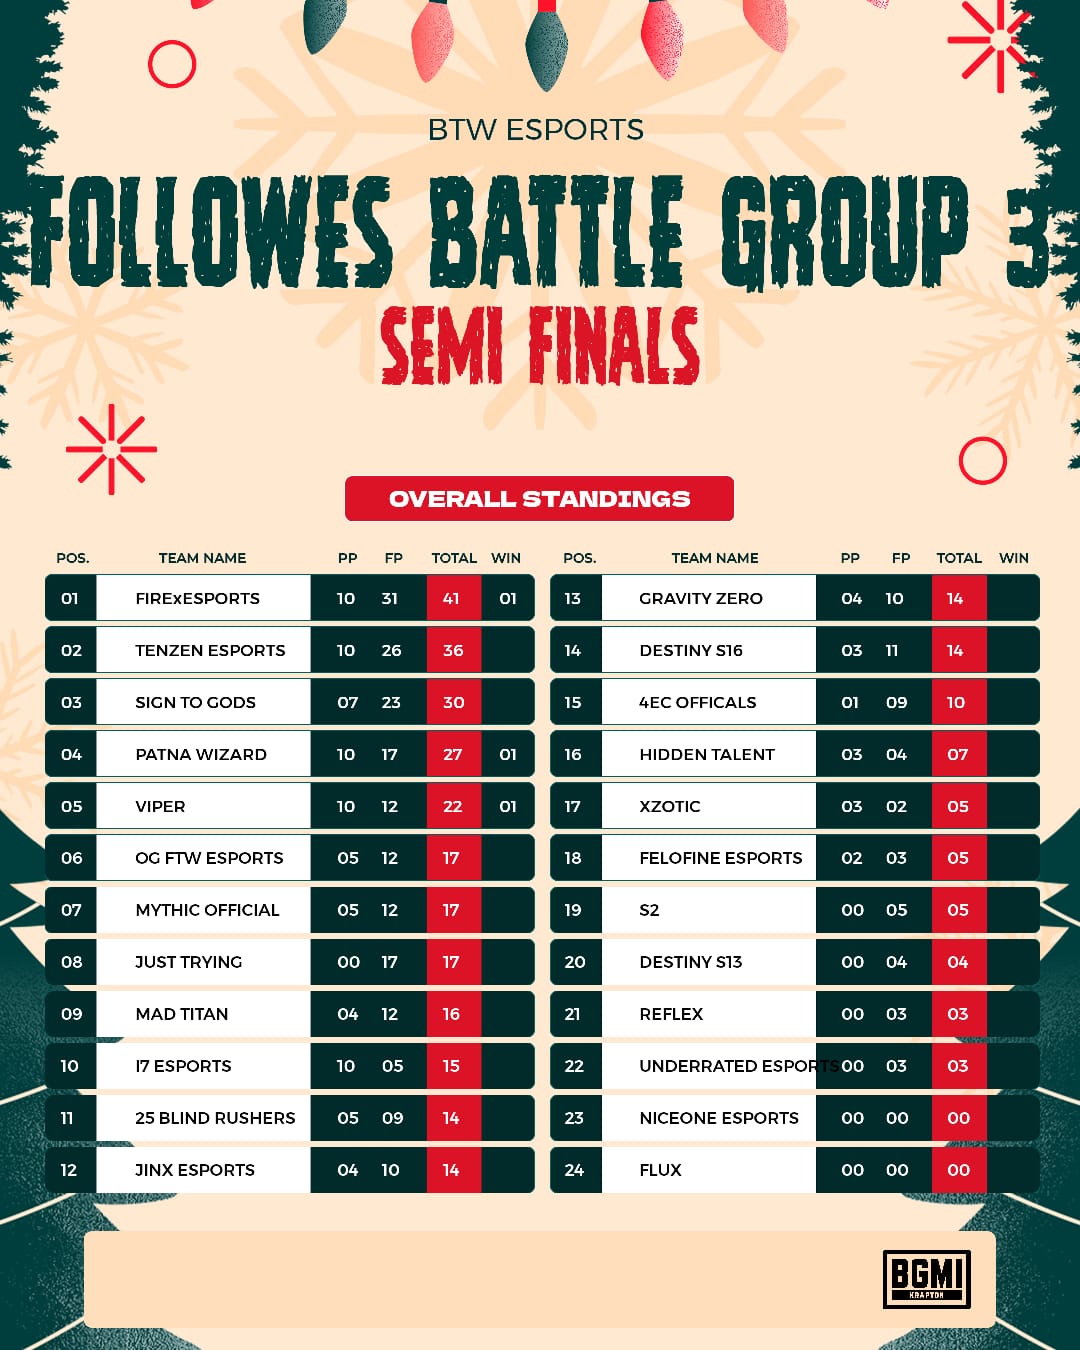 BTW ESPORTS
FOLLOWES BATTLE GROUP 3
SEMI FINALS
OVERALL STANDINGS
POS. TEAM NAME PP FP TOTAL WIN
01 FIRExESPORTS 10 31 41 01
02 TENZEN ESPORTS 10 26 36
03 SIGN TO GODS 07 23 30
04 PATNA WIZARD 10 17 27 01
05 VIPER 10 12 22 01
06 OG FTW ESPORTS 05 12 17
07 MYTHIC OFFICIAL 05 12 17
08 JUST TRYING 00 17 17
09 MAD TITAN 04 12 16
10 I7 ESPORTS 10 05 15
11 25 BLIND RUSHERS 05 09 14
12 JINX ESPORTS 04 10 14
POS. TEAM NAME PP FP TOTAL WIN
13 GRAVITY ZERO 04 10 14
14 DESTINY S16 03 11 14
15 4EC OFFICALS 01 09 10
16 HIDDEN TALENT 03 04 07
17 XZOTIC 03 02 05
18 FELOFINE ESPORTS 02 03 05
19 S2 00 05 05
20 DESTINY S13 00 04 04
21 REFLEX 00 03 03
22 UNDERRATED ESPORTS 00 03 03
23 NICEONE ESPORTS 00 00 00
24 FLUX 00 00 00
BGMI
KRAFTON